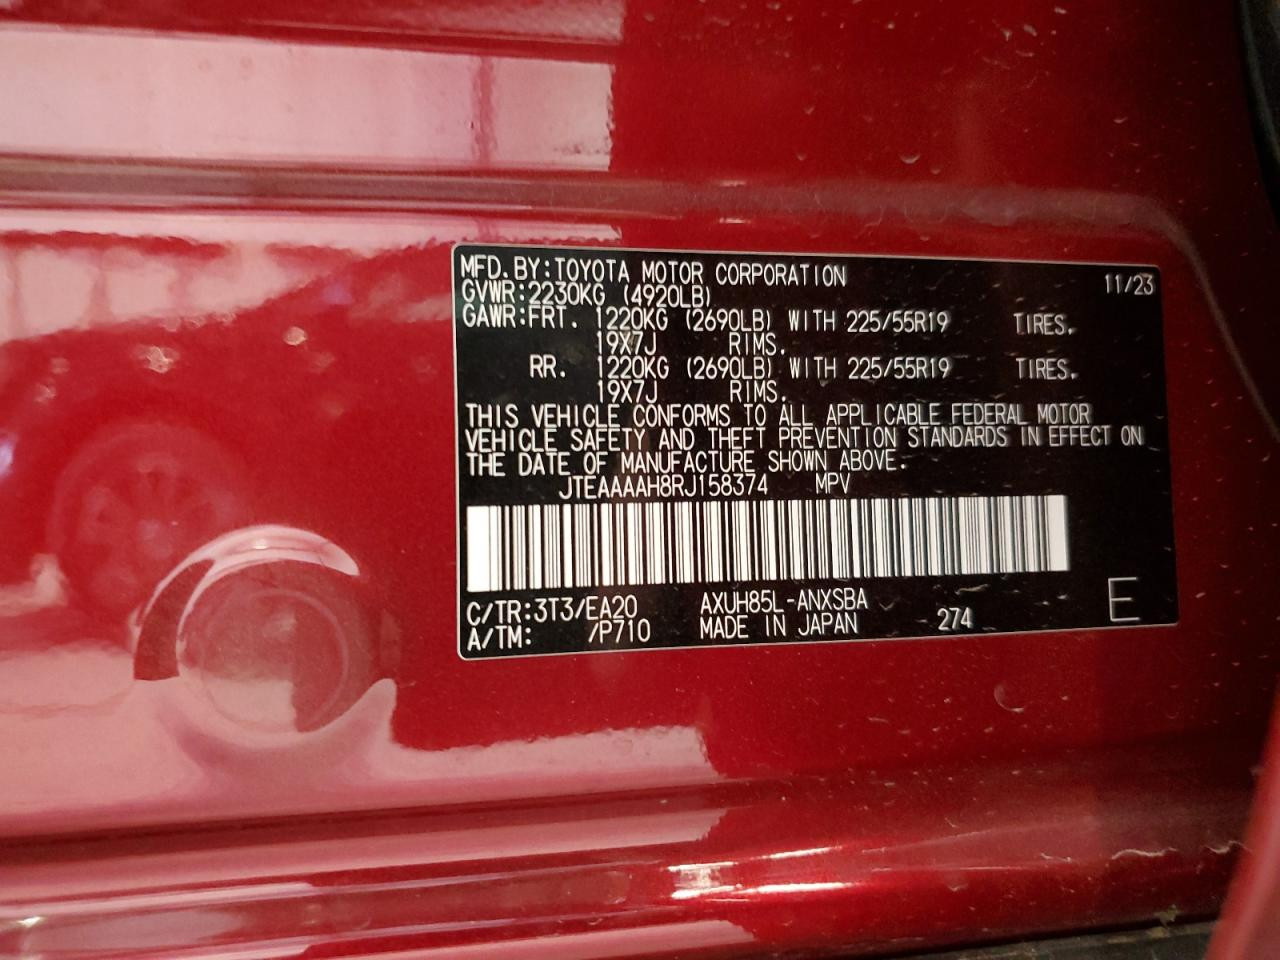 MFD. BY:TOYOTA MOTOR CORPORATION 11/23
GVWR:2230KG (4920LB)
GAWR:FRT. 1220KG (2690LB) WITH 225/55R19 TIRES.
19X7J RIMS.
RR. 1220KG (2690LB) WITH 225/55R19 TIRES.
19X7J RIMS.
THIS VEHICLE CONFORMS TO ALL APPLICABLE FEDERAL MOTOR
VEHICLE SAFETY AND THEFT PREVENTION STANDARDS IN EFFECT ON
THE DATE OF MANUFACTURE SHOWN ABOVE.
JTEAAAAH8RJ158374 MPV
C/TR:3T3/EA20 AXUH85L-ANXSBA
A/TM: /P710 MADE IN JAPAN 274 E